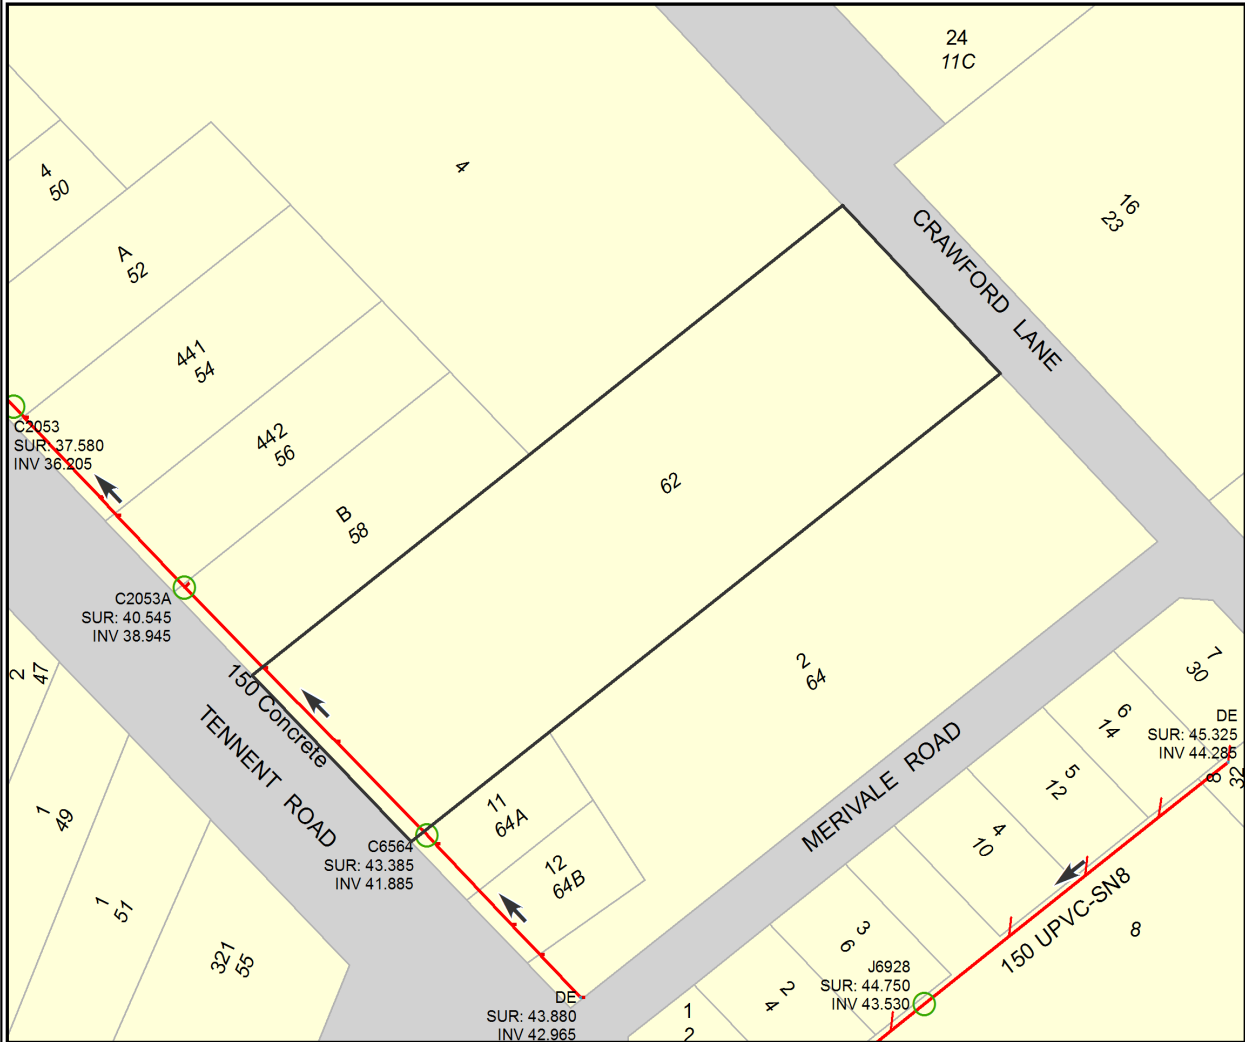 24
11C
4
50
4
16
23
A
52
CRAWFORD LANE
441
54
C2053
SUR: 37.580
INV 36.205
442
56
62
B
58
C2053A
SUR: 40.545
INV 38.945
2
47
150 Concrete
TENNENT ROAD
2
64
7
30
6
14
DE
SUR: 45.325
INV 44.285
8
32
5
12
MERIVALE ROAD
11
64A
4
10
1
49
C6564
SUR: 43.385
INV 41.885
12
64B
150 UPVC-SN8
8
1
51
321
55
3
6
J6928
SUR: 44.750
INV 43.530
2
4
DE
SUR: 43.880
INV 42.965
1
2